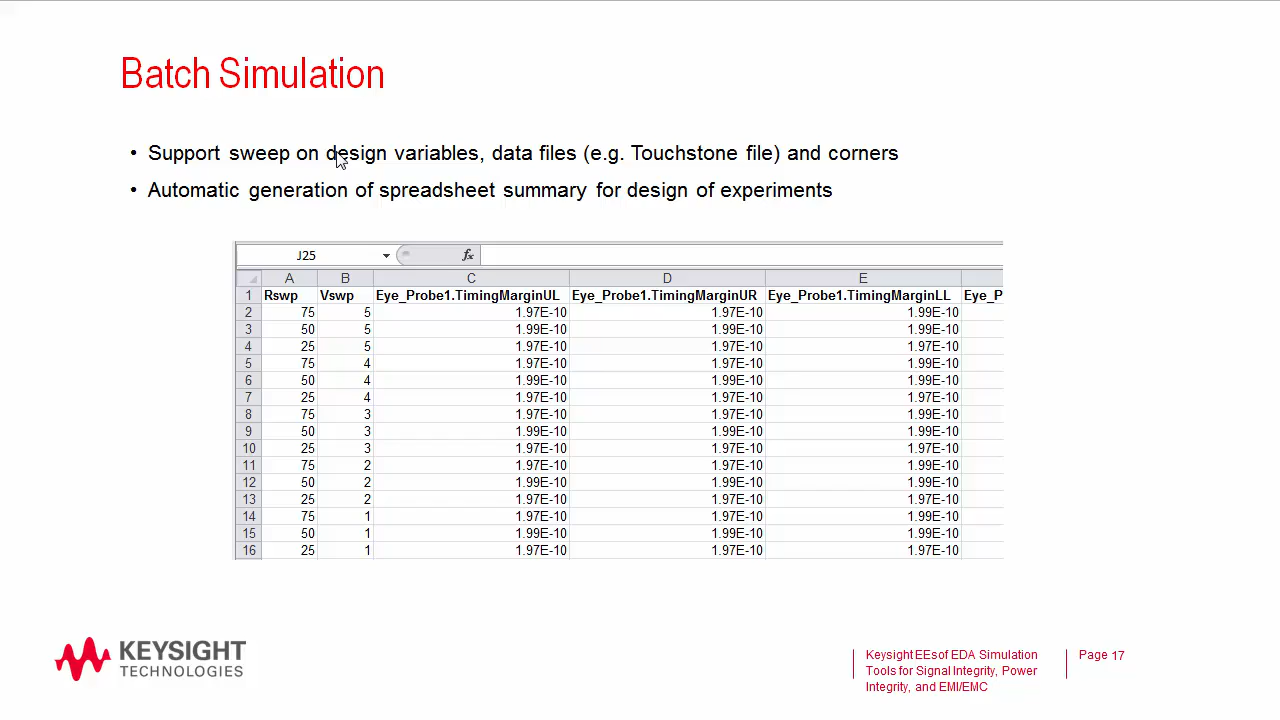 Batch Simulation
• Support sweep on design variables, data files (e.g. Touchstone file) and corners
• Automatic generation of spreadsheet summary for design of experiments
J25 fx
A B C D E
1 Rswp Vswp Eye_Probe1.TimingMarginUL Eye_Probe1.TimingMarginUR Eye_Probe1.TimingMarginLL Eye_P
2 75 5 1.97E-10 1.97E-10 1.99E-10
3 50 5 1.99E-10 1.99E-10 1.99E-10
4 25 5 1.97E-10 1.97E-10 1.97E-10
5 75 4 1.97E-10 1.97E-10 1.99E-10
6 50 4 1.99E-10 1.99E-10 1.99E-10
7 25 4 1.97E-10 1.97E-10 1.97E-10
8 75 3 1.97E-10 1.97E-10 1.99E-10
9 50 3 1.99E-10 1.99E-10 1.99E-10
10 25 3 1.97E-10 1.97E-10 1.97E-10
11 75 2 1.97E-10 1.97E-10 1.99E-10
12 50 2 1.99E-10 1.99E-10 1.99E-10
13 25 2 1.97E-10 1.97E-10 1.97E-10
14 75 1 1.97E-10 1.97E-10 1.99E-10
15 50 1 1.99E-10 1.99E-10 1.99E-10
16 25 1 1.97E-10 1.97E-10 1.97E-10
KEYSIGHT
TECHNOLOGIES
Keysight EEsof EDA Simulation
Tools for Signal Integrity, Power
Integrity, and EMI/EMC
Page 17